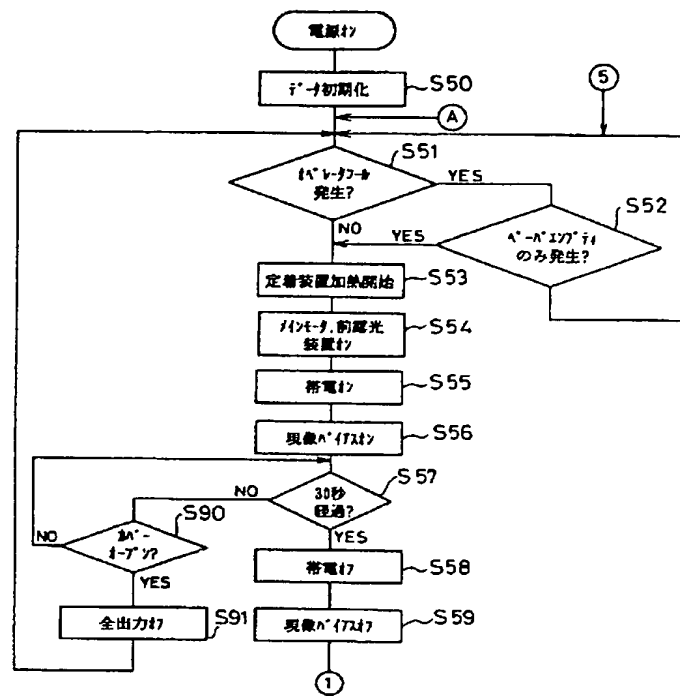 電源ｵﾝ
ﾃﾞｰﾀ初期化
S50
A
5
ｵﾍﾟﾚｰﾀｺｰﾙ
発生?
S51
YES
NO
ﾍﾟｰﾊﾟｴﾝﾌﾟﾃｨ
のみ発生?
S52
YES
定着装置加熱開始
S53
ﾒｲﾝﾓｰﾀ,前露光
装置ｵﾝ
S54
帯電ｵﾝ
S55
現像ﾊﾞｲｱｽｵﾝ
S56
30秒
経過?
S57
NO
YES
ｶﾊﾞｰ
ｵｰﾌﾟﾝ?
S90
NO
YES
帯電ｵﾌ
S58
全出力ｵﾌ
S91
現像ﾊﾞｲｱｽｵﾌ
S59
1